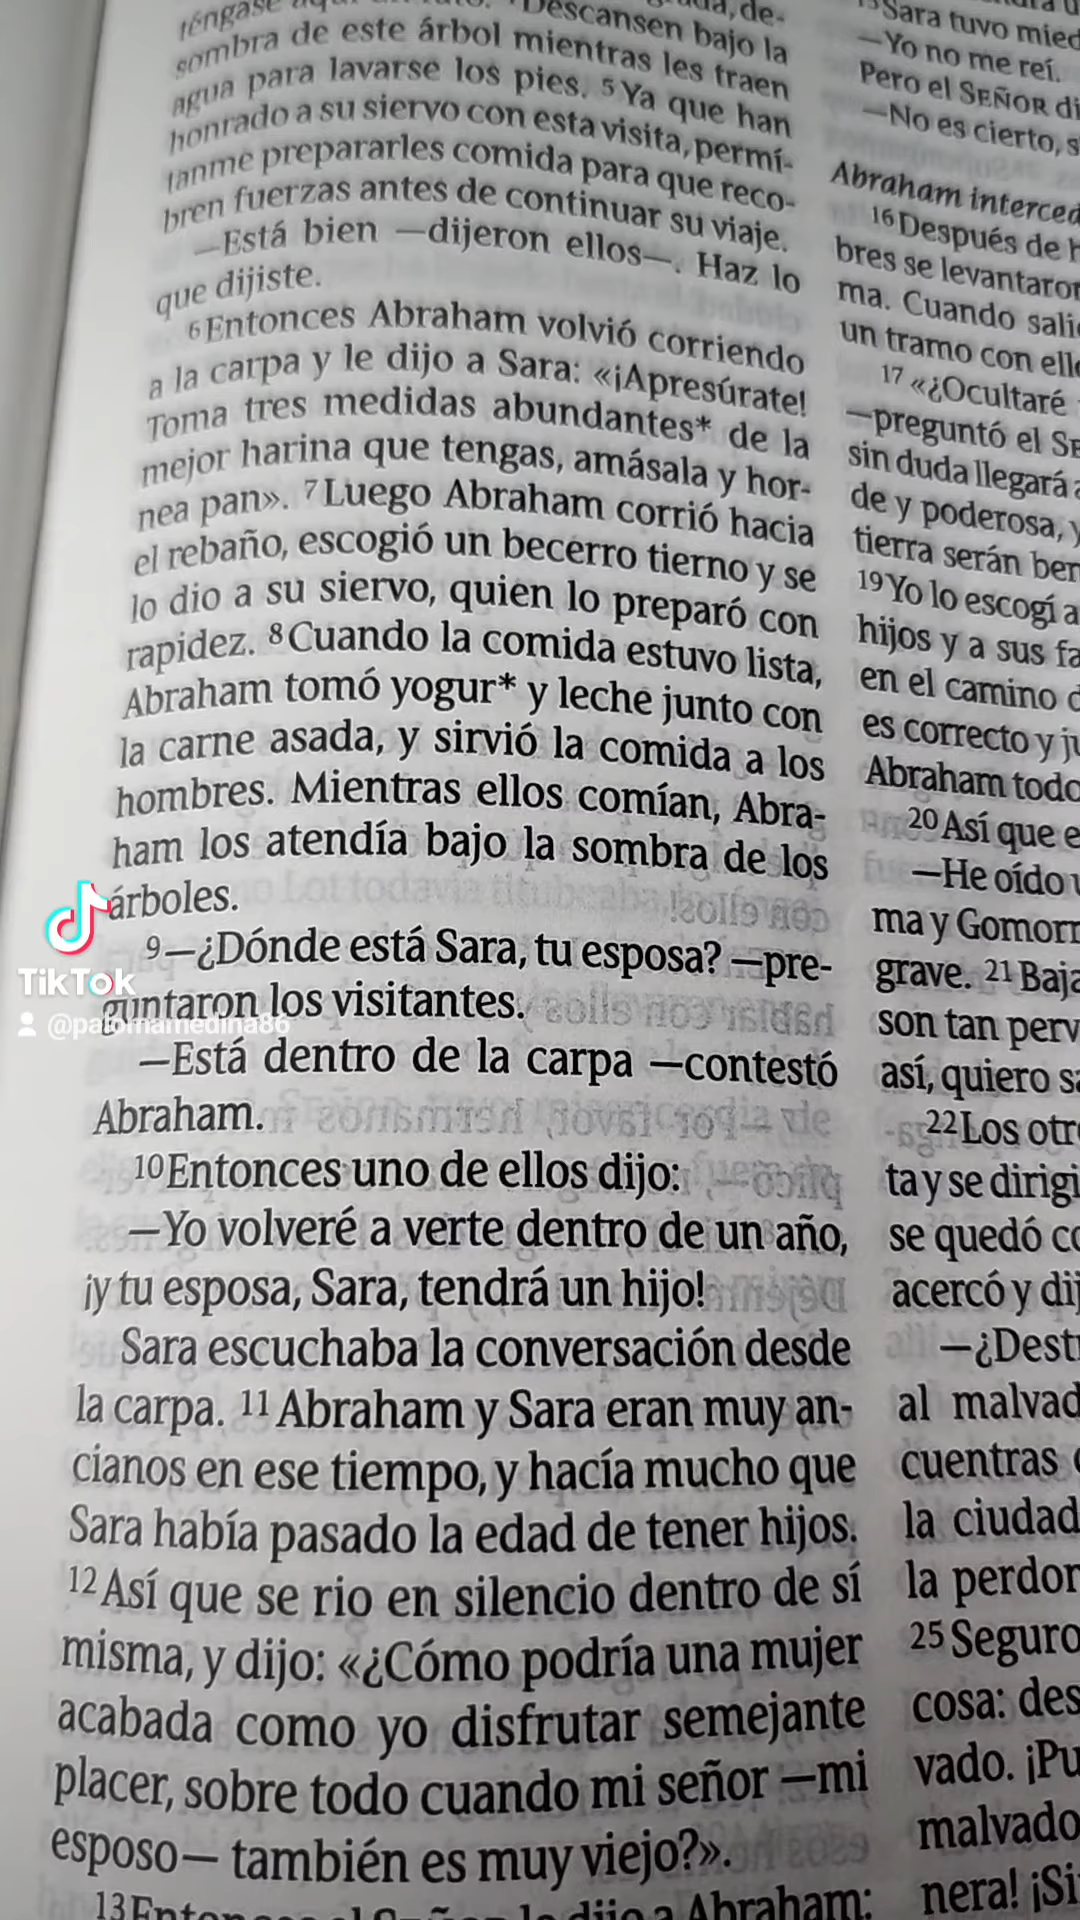 téngase
Descansen bajo la
sombra de este árbol mientras les traen
agua para lavarse los pies. 5 Ya que han
honrado a su siervo con esta visita, permí-
tanme prepararles comida para que reco-
bren fuerzas antes de continuar su viaje.
—Está bien —dijeron ellos—. Haz lo
que dijiste.
6 Entonces Abraham volvió corriendo
a la carpa y le dijo a Sara: «¡Apresúrate!
Toma tres medidas abundantes* de la
mejor harina que tengas, amásala y hor-
nea pan». 7 Luego Abraham corrió hacia
el rebaño, escogió un becerro tierno y se
lo dio a su siervo, quien lo preparó con
rapidez. 8 Cuando la comida estuvo lista,
Abraham tomó yogur* y leche junto con
la carne asada, y sirvió la comida a los
hombres. Mientras ellos comían, Abra-
ham los atendía bajo la sombra de los
árboles.
9 —¿Dónde está Sara, tu esposa? —pre-
guntaron los visitantes.
—Está dentro de la carpa —contestó
Abraham.
10 Entonces uno de ellos dijo:
—Yo volveré a verte dentro de un año,
¡y tu esposa, Sara, tendrá un hijo!
Sara escuchaba la conversación desde
la carpa. 11 Abraham y Sara eran muy an-
cianos en ese tiempo, y hacía mucho que
Sara había pasado la edad de tener hijos.
12 Así que se rio en silencio dentro de sí
misma, y dijo: «¿Cómo podría una mujer
acabada como yo disfrutar semejante
placer, sobre todo cuando mi señor —mi
esposo— también es muy viejo?».
13 a Abraham:
Sara tuvo mied
—Yo no me reí.
Pero el SEÑOR di
—No es cierto, s
Abraham interced
16 Después de h
bres se levantaron
ma. Cuando sali
un tramo con ello
17 «¿Ocultaré
—preguntó el SE
sin duda llegará a
de y poderosa, y
tierra serán ben
19 Yo lo escogí a
hijos y a sus fa
en el camino d
es correcto y ju
Abraham todo
20 Así que e
—He oído u
ma y Gomorr
grave. 21 Baja
son tan perv
así, quiero sa
22 Los otro
ta y se dirigi
se quedó co
acercó y dij
—¿Destr
al malvad
cuentras
la ciudad
la perdon
25 Seguro
cosa: des
vado. ¡Pu
malvado
nera! ¡Si
TikTok
@palomamedina86